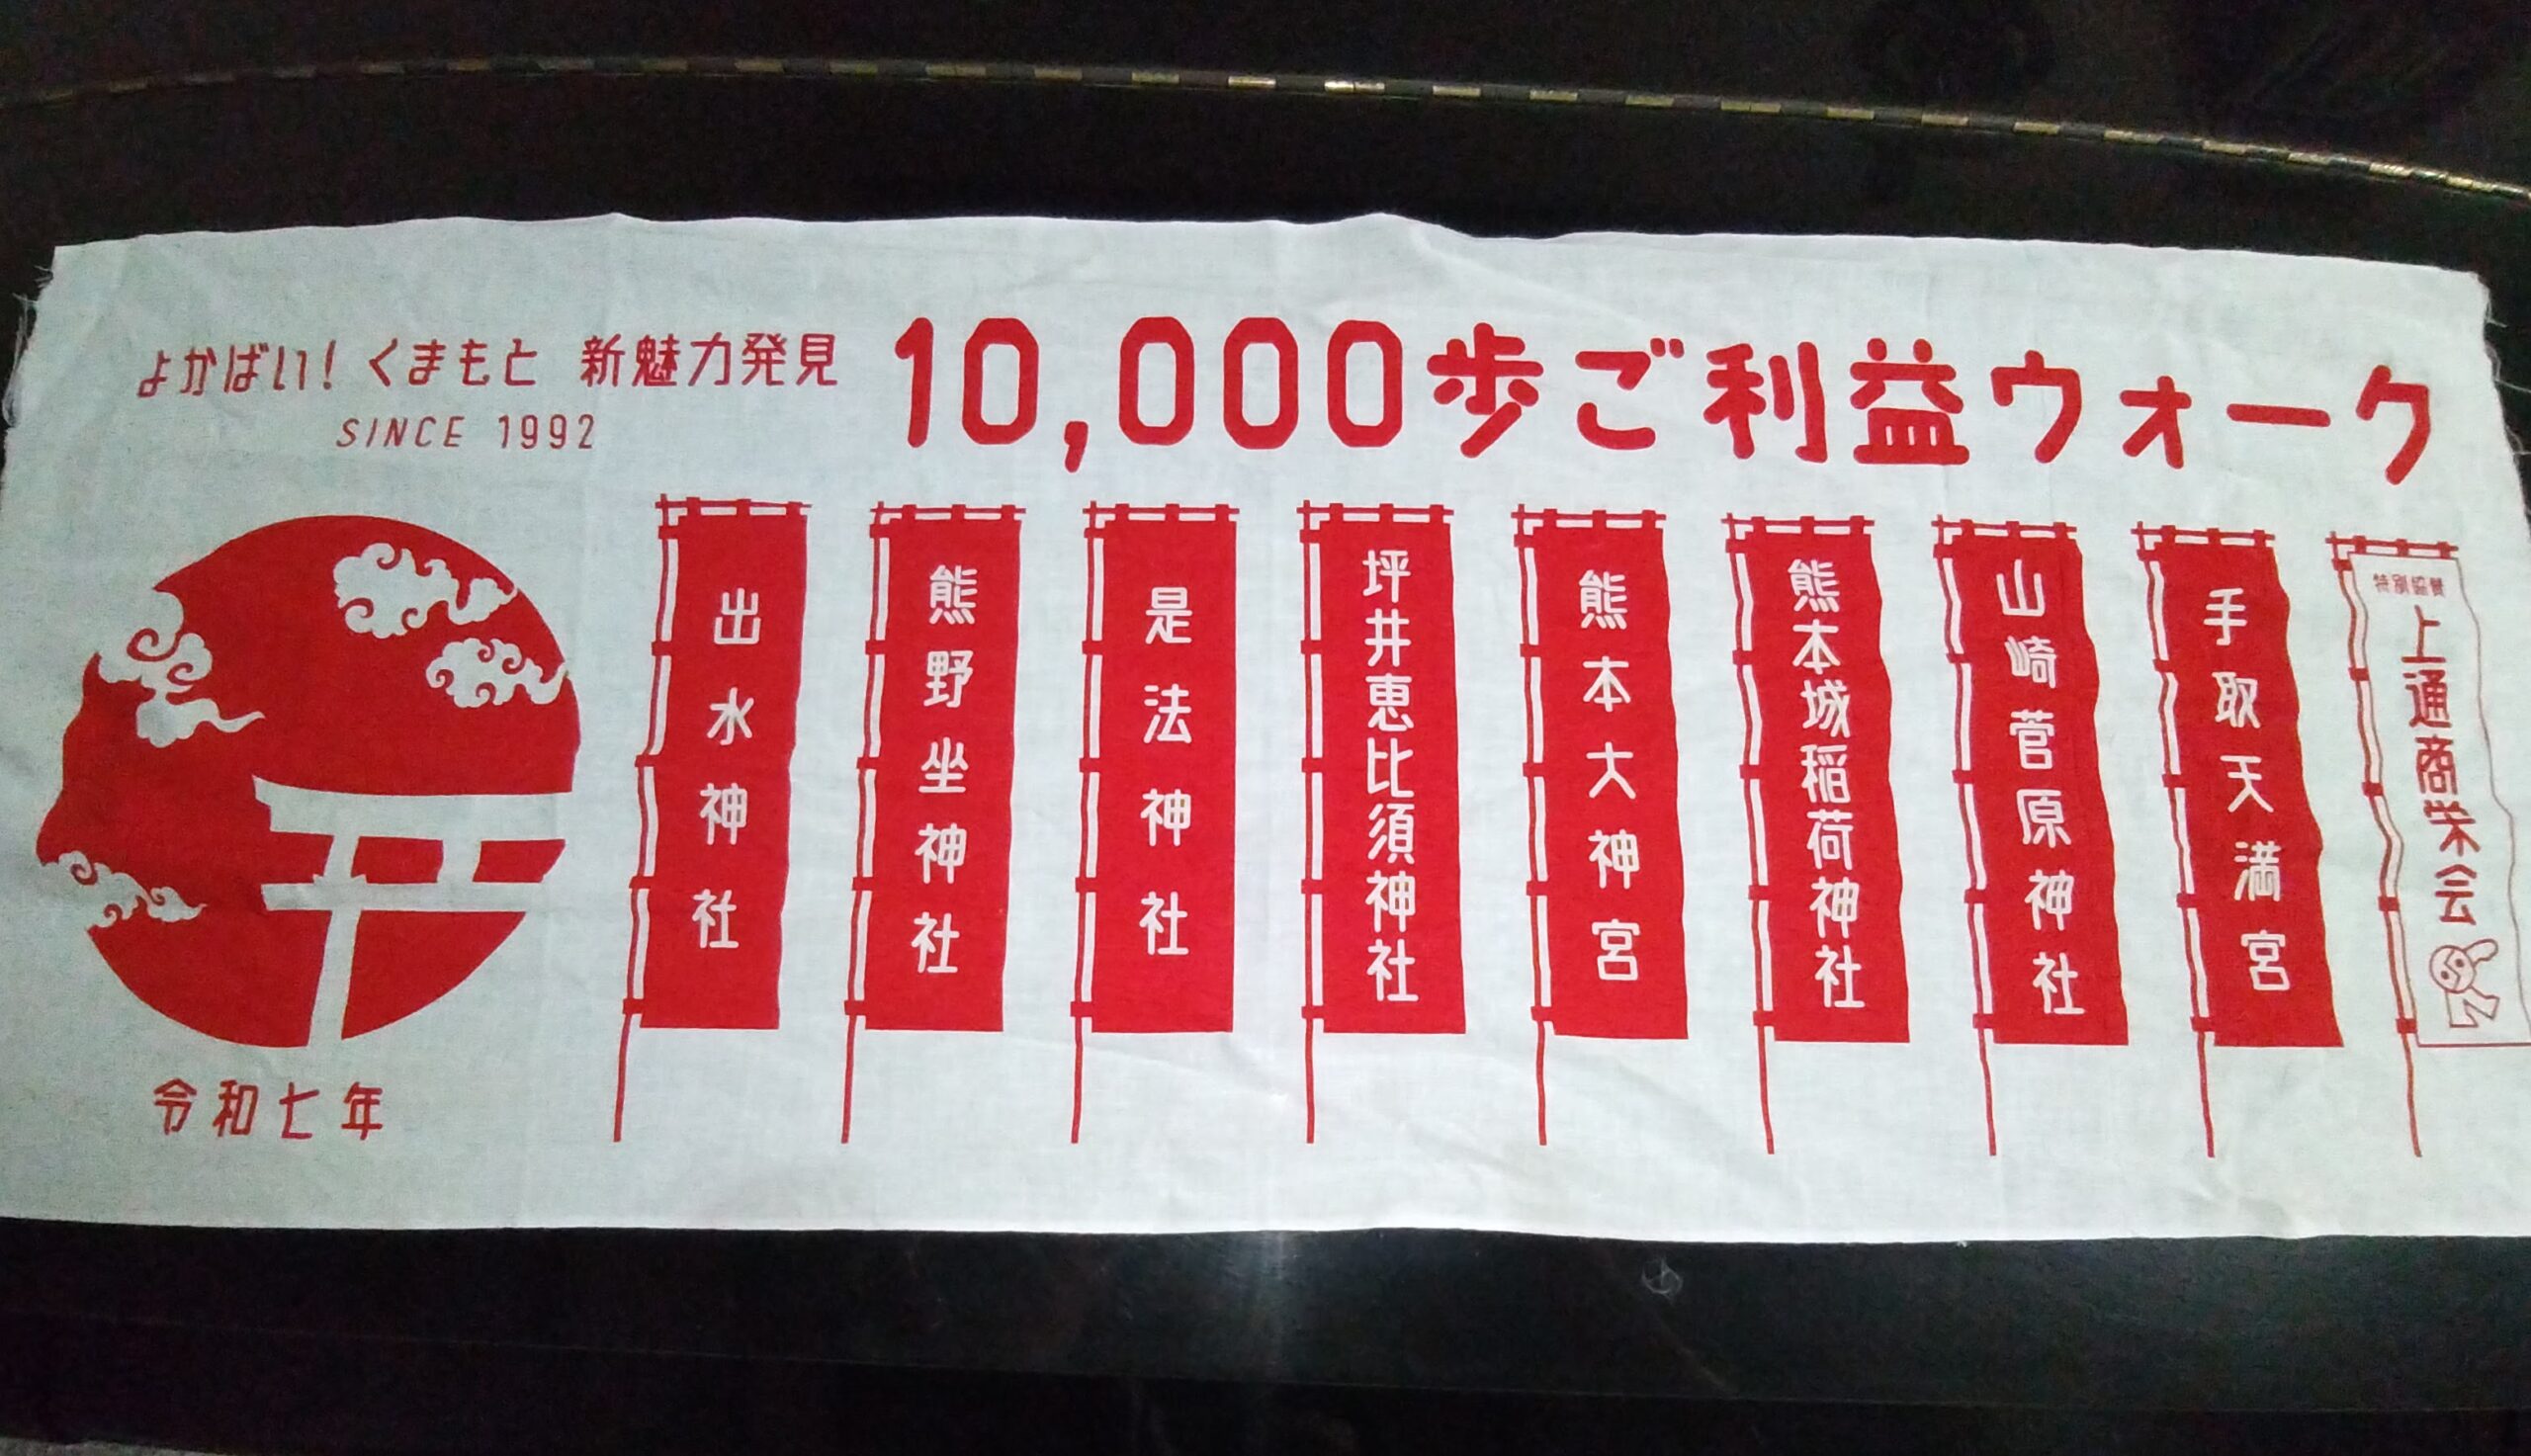 よかばい！くまもと 新魅力発見
SINCE 1992
10,000歩ご利益ウォーク
出水神社
熊野坐神社
是法神社
坪井恵比須神社
熊本大神宮
熊本城稲荷神社
山崎菅原神社
手取天満宮
特別協賛
上通商栄会
令和七年